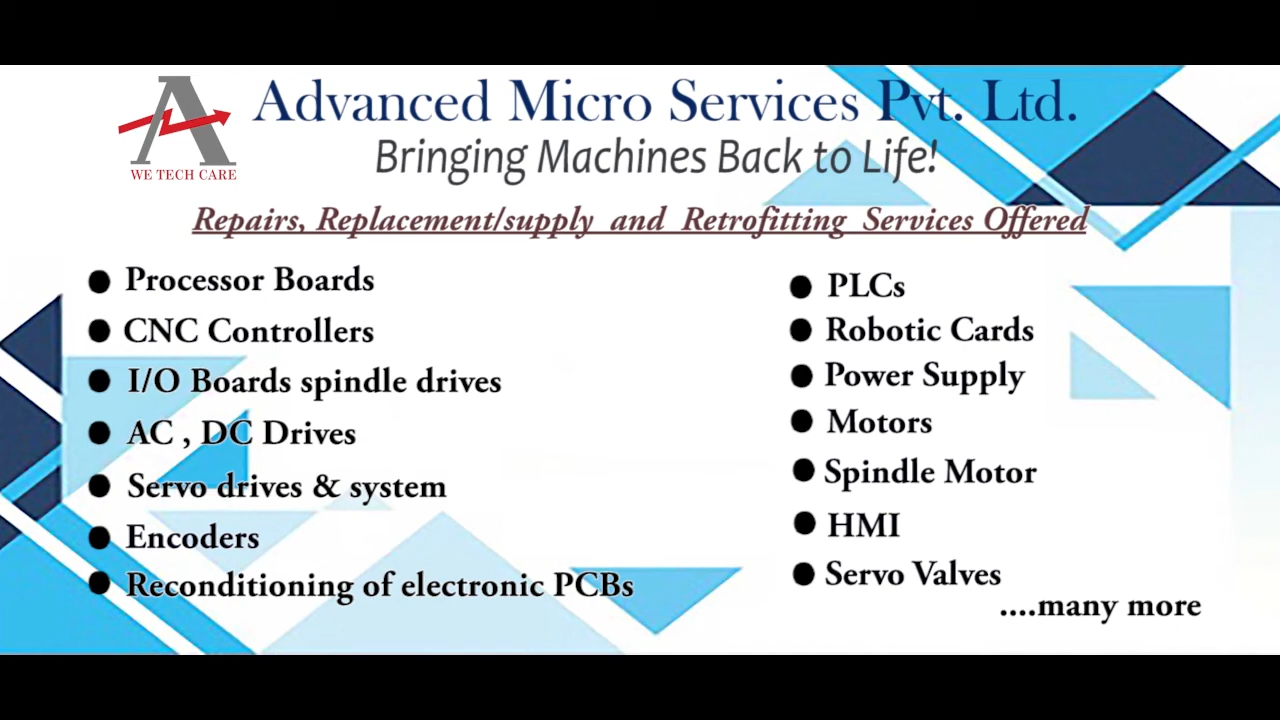 Advanced Micro Services Pvt. Ltd.
Bringing Machines Back to Life!
WE TECH CARE
Repairs, Replacement/supply and Retrofitting Services Offered
Processor Boards
CNC Controllers
I/O Boards spindle drives
AC , DC Drives
Servo drives & system
Encoders
Reconditioning of electronic PCBs
PLCs
Robotic Cards
Power Supply
Motors
Spindle Motor
HMI
Servo Valves
....many more